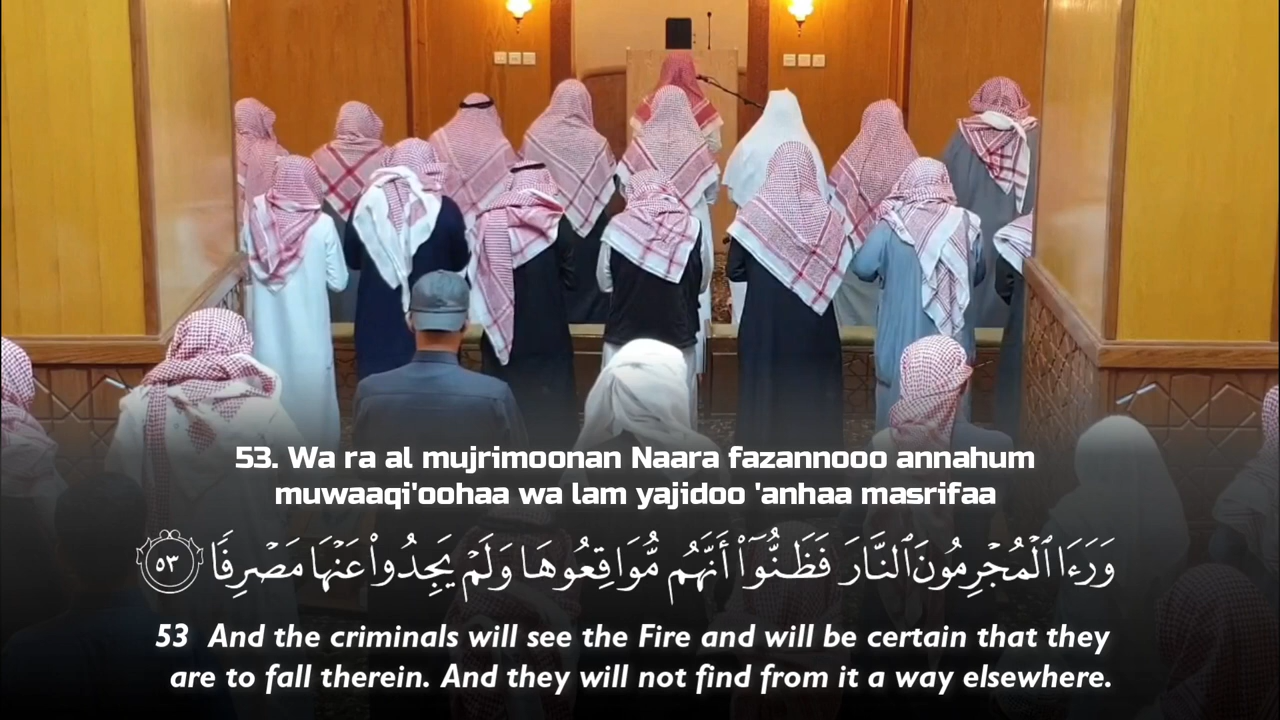 53. Wa ra al mujrimoonan Naara fazannooo annahum
muwaaqi'oohaa wa lam yajidoo 'anhaa masrifaa
وَرَءَا ٱلْمُجْرِمُونَ ٱلنَّارَ فَظَنُّوٓا۟ أَنَّهُم مُّوَاقِعُوهَا وَلَمْ يَجِدُوا۟ عَنْهَا مَصْرِفًا ٥٣
53 And the criminals will see the Fire and will be certain that they
are to fall therein. And they will not find from it a way elsewhere.